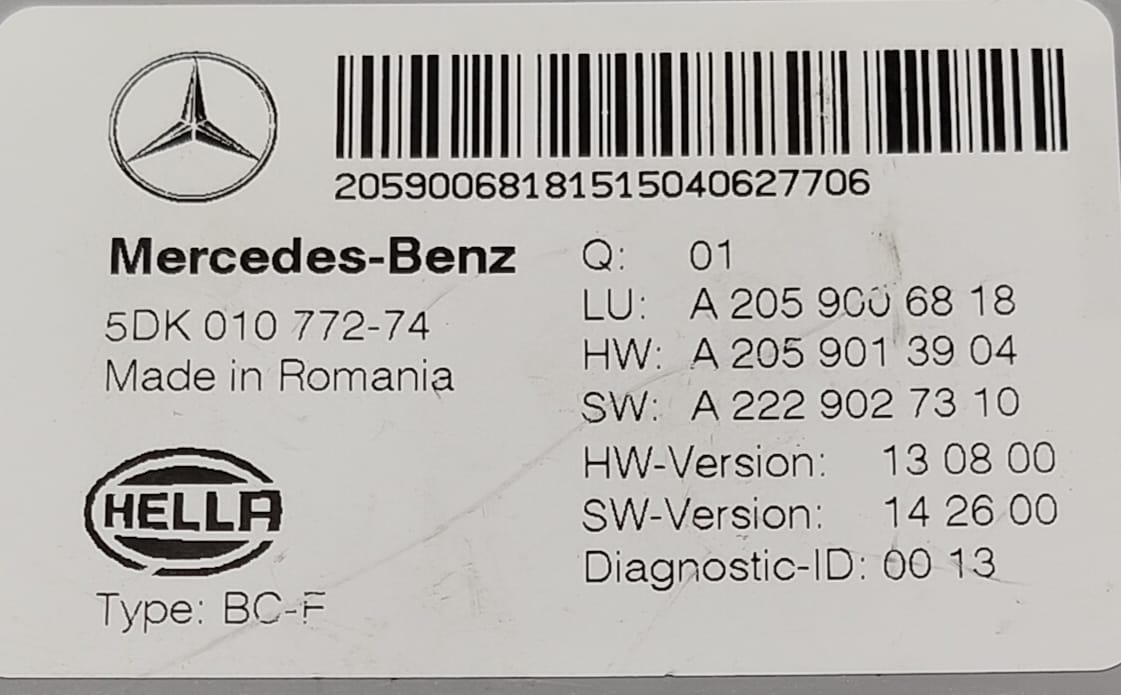 2059006818151504062​7706
Mercedes-Benz
5DK 010 772-74
Made in Romania
HELLA
Type: BC-F
Q: 01
LU: A 205 900 68 18
HW: A 205 901 39 04
SW: A 222 902 73 10
HW-Version: 13 08 00
SW-Version: 14 26 00
Diagnostic-ID: 00 13